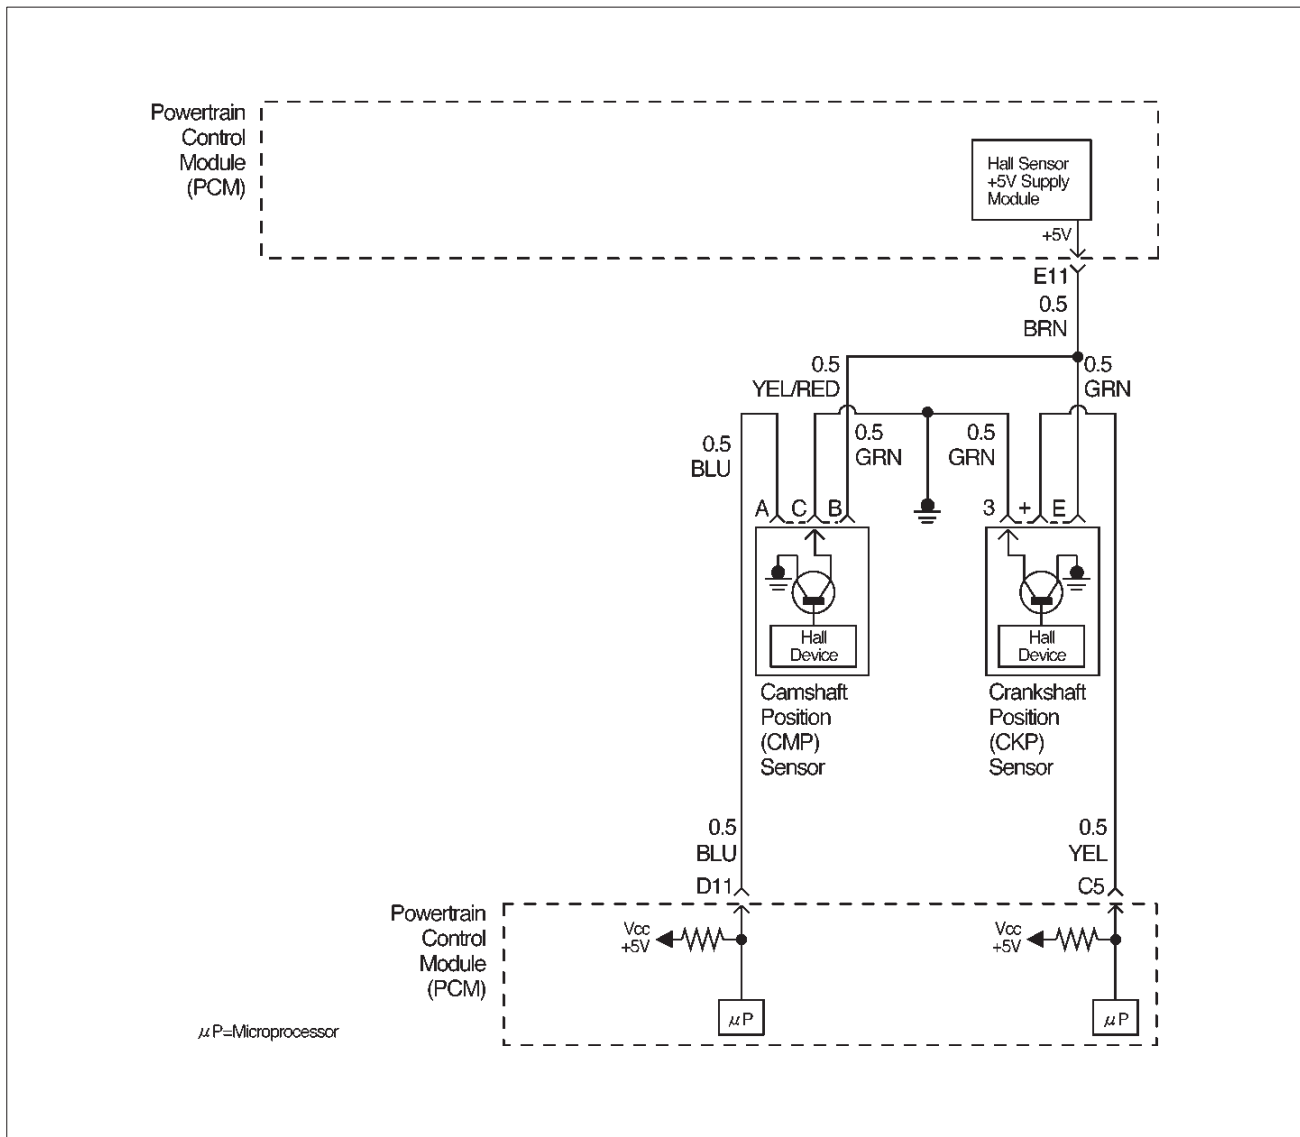 Powertrain
Control
Module
(PCM)
Hall Sensor
+5V Supply
Module
+5V
E11
0.5
BRN
0.5
YEL/RED
0.5
GRN
0.5
BLU
0.5
GRN
0.5
GRN
A C B
3 + E
Hall
Device
Hall
Device
Camshaft
Position
(CMP)
Sensor
Crankshaft
Position
(CKP)
Sensor
0.5
BLU
D11
0.5
YEL
C5
Powertrain
Control
Module
(PCM)
Vcc
+5V
Vcc
+5V
μP
μP
μP=Microprocessor